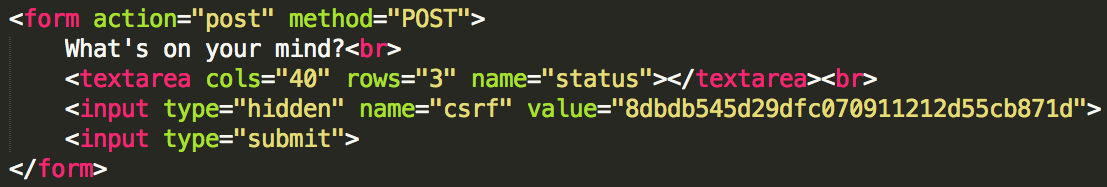 <form action="post" method="POST">
    What's on your mind?<br>
    <textarea cols="40" rows="3" name="status"></textarea><br>
    <input type="hidden" name="csrf" value="8dbdb545d29dfc070911212d55cb871d">
    <input type="submit">
</form>